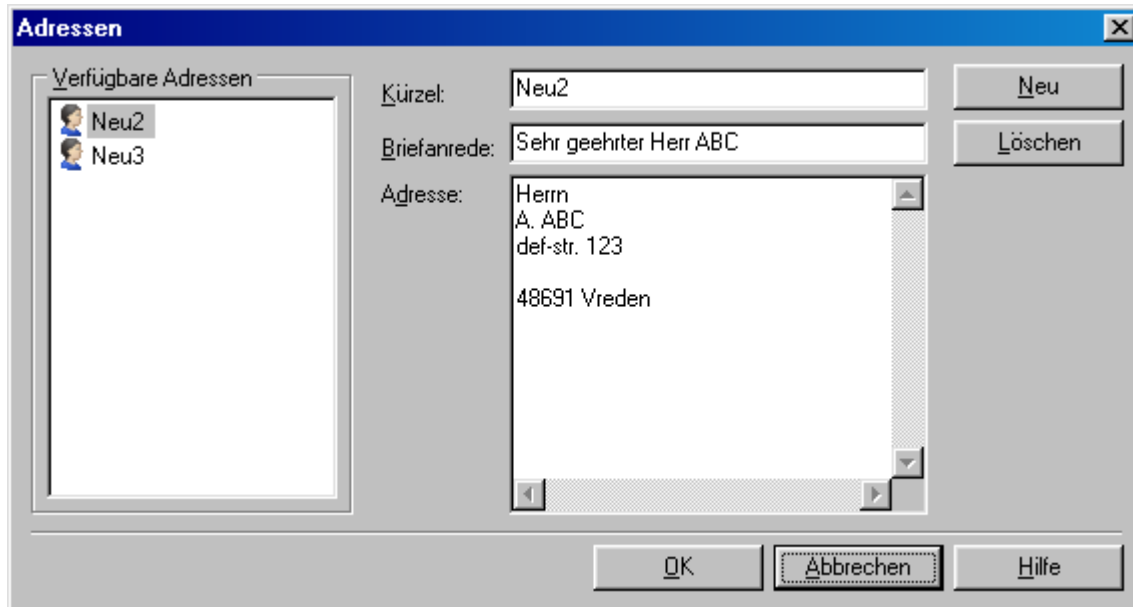 Adressen
Verfügbare Adressen
Neu2
Neu3
Kürzel:
Neu2
Briefanrede:
Sehr geehrter Herr ABC
Adresse:
Herrn
A. ABC
def-str. 123
48691 Vreden
Neu
Löschen
OK
Abbrechen
Hilfe